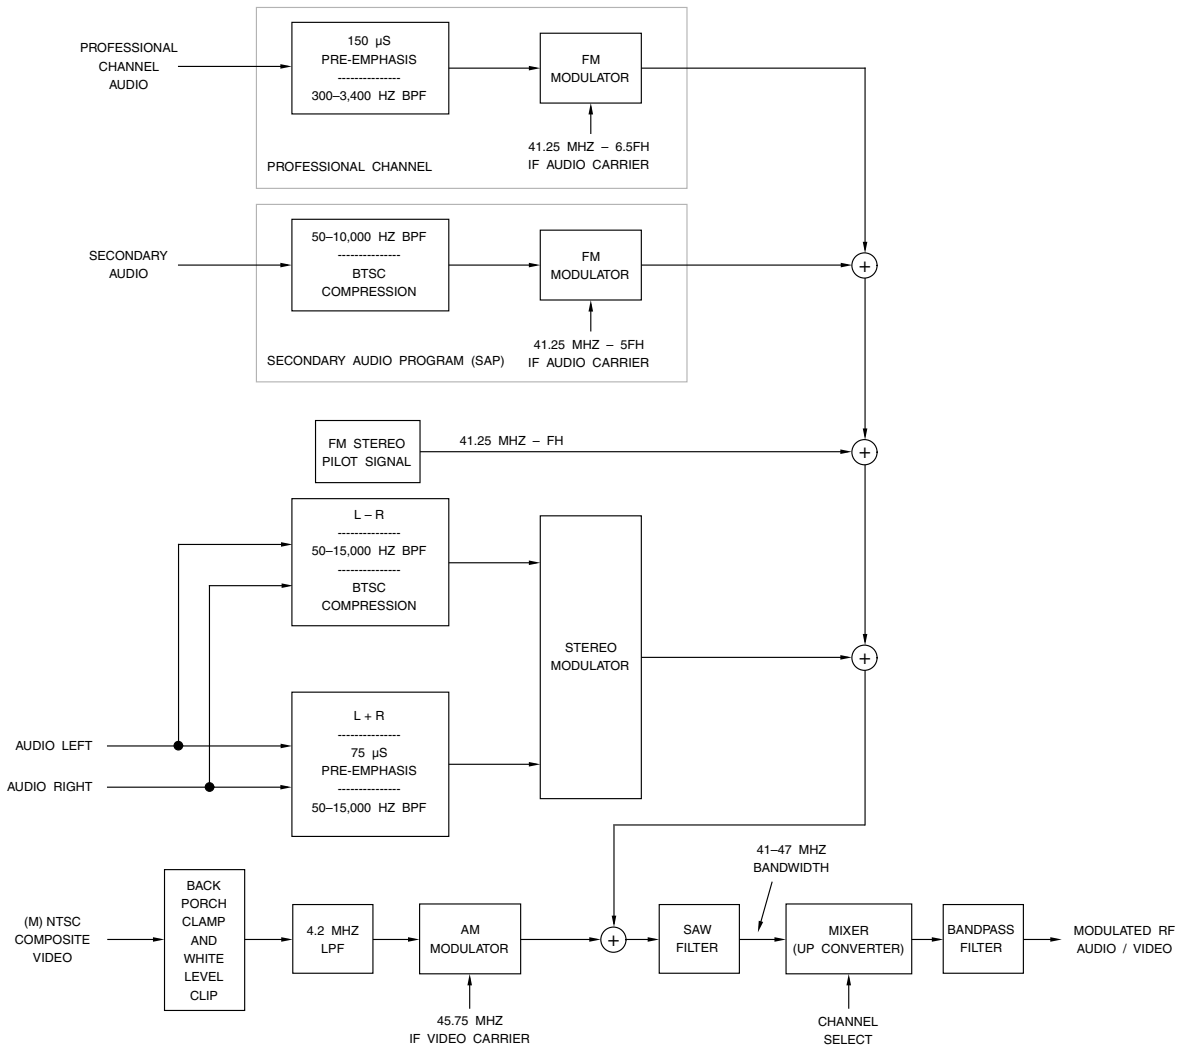 PROFESSIONAL
CHANNEL
AUDIO
150 µS
PRE-EMPHASIS
---------------
300–3,400 HZ BPF
FM
MODULATOR
41.25 MHZ – 6.5FH
IF AUDIO CARRIER
PROFESSIONAL CHANNEL
SECONDARY
AUDIO
50–10,000 HZ BPF
---------------
BTSC
COMPRESSION
FM
MODULATOR
41.25 MHZ – 5FH
IF AUDIO CARRIER
SECONDARY AUDIO PROGRAM (SAP)
+
FM STEREO
PILOT SIGNAL
41.25 MHZ – FH
+
L – R
---------------
50–15,000 HZ BPF
---------------
BTSC
COMPRESSION
STEREO
MODULATOR
+
AUDIO LEFT
AUDIO RIGHT
L + R
---------------
75 µS
PRE-EMPHASIS
---------------
50–15,000 HZ BPF
(M) NTSC
COMPOSITE
VIDEO
BACK
PORCH
CLAMP
AND
WHITE
LEVEL
CLIP
4.2 MHZ
LPF
AM
MODULATOR
45.75 MHZ
IF VIDEO CARRIER
+
SAW
FILTER
41–47 MHZ
BANDWIDTH
MIXER
(UP CONVERTER)
CHANNEL
SELECT
BANDPASS
FILTER
MODULATED RF
AUDIO / VIDEO